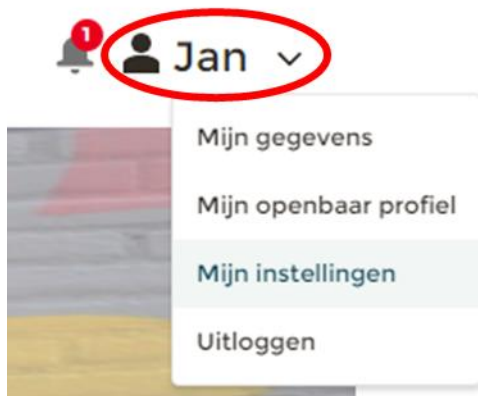 1
Jan
Mijn gegevens
Mijn openbaar profiel
Mijn instellingen
Uitloggen